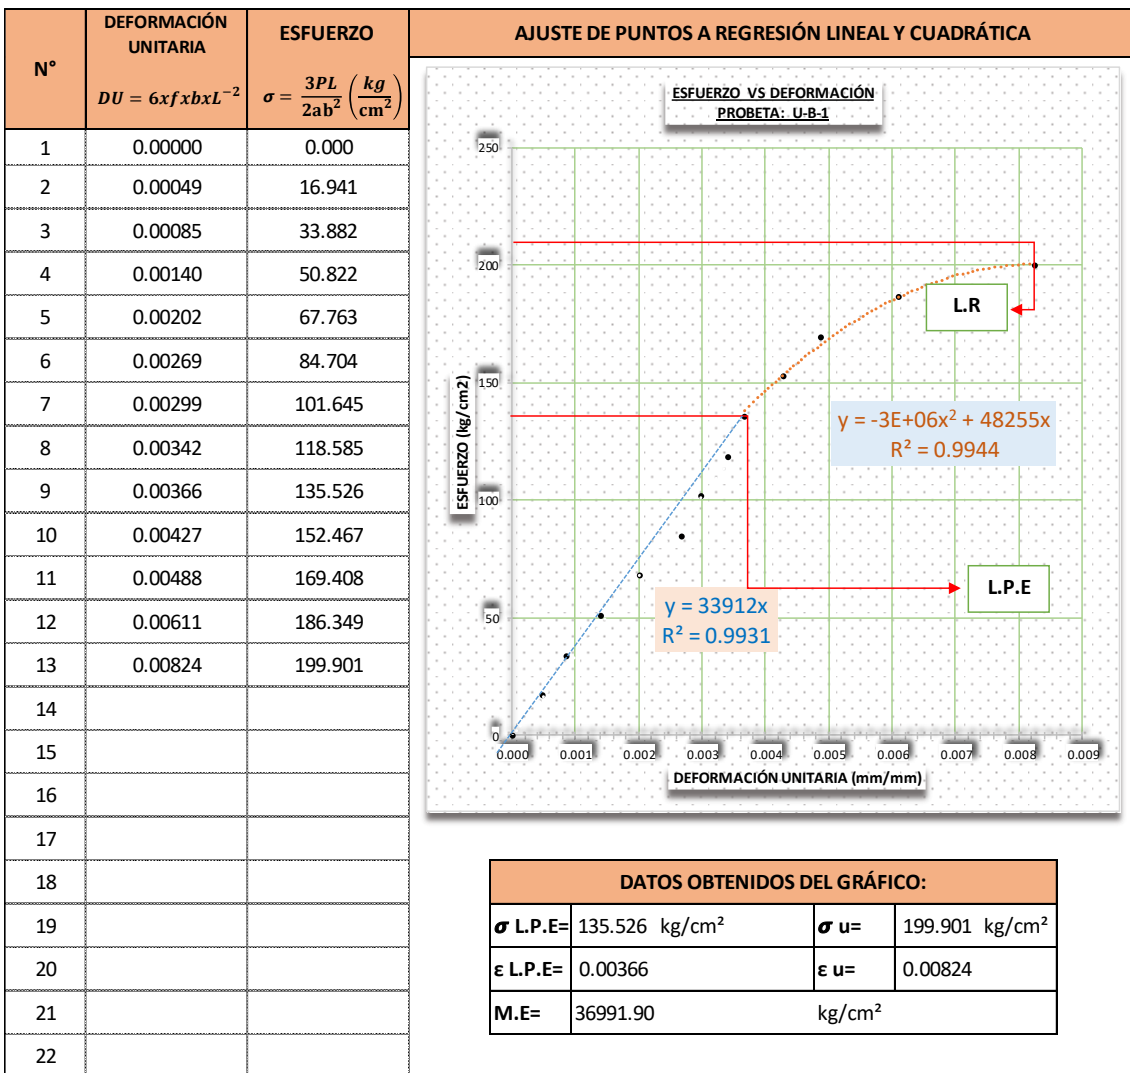 N°
DEFORMACIÓN
UNITARIA
DU = 6xfxbxL⁻²
ESFUERZO
σ = 3PL / 2ab² (kg / cm²)
AJUSTE DE PUNTOS A REGRESIÓN LINEAL Y CUADRÁTICA
1 0.00000 0.000
2 0.00049 16.941
3 0.00085 33.882
4 0.00140 50.822
5 0.00202 67.763
6 0.00269 84.704
7 0.00299 101.645
8 0.00342 118.585
9 0.00366 135.526
10 0.00427 152.467
11 0.00488 169.408
12 0.00611 186.349
13 0.00824 199.901
14
15
16
17
18
19
20
21
22
ESFUERZO VS DEFORMACIÓN
PROBETA: U-B-1
250
200
150
100
50
0
ESFUERZO (kg/cm2)
L.R
y = -3E+06x² + 48255x
R² = 0.9944
L.P.E
y = 33912x
R² = 0.9931
0.000 0.001 0.002 0.003 0.004 0.005 0.006 0.007 0.008 0.009
DEFORMACIÓN UNITARIA (mm/mm)
DATOS OBTENIDOS DEL GRÁFICO:
σ L.P.E= 135.526 kg/cm² σ u= 199.901 kg/cm²
ε L.P.E= 0.00366 ε u= 0.00824
M.E= 36991.90 kg/cm²